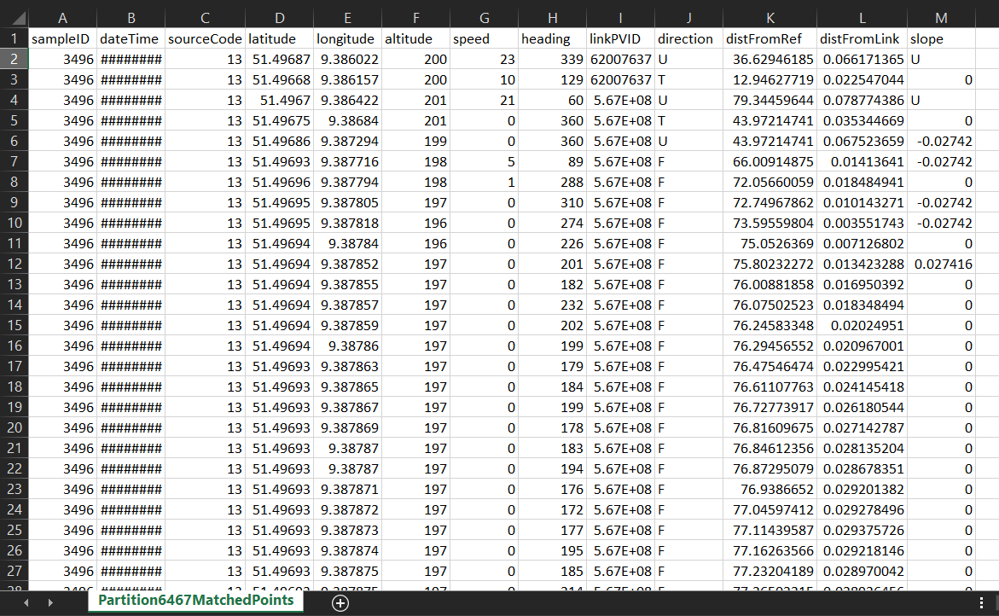 A B C D E F G H I J K L M
1 sampleID dateTime sourceCode latitude longitude altitude speed heading linkPVID direction distFromRef distFromLink slope
2 3496 ######## 13 51.49687 9.386022 200 23 339 62007637 U 36.62946185 0.066171365 U
3 3496 ######## 13 51.49668 9.386157 200 10 129 62007637 T 12.94627719 0.022547044 0
4 3496 ######## 13 51.4967 9.386422 201 21 60 5.67E+08 U 79.34459644 0.078774386 U
5 3496 ######## 13 51.49675 9.38684 201 0 360 5.67E+08 T 43.97214741 0.035344669 0
6 3496 ######## 13 51.49686 9.387294 199 0 360 5.67E+08 U 43.97214741 0.067523659 -0.02742
7 3496 ######## 13 51.49693 9.387716 198 5 89 5.67E+08 F 66.00914875 0.01413641 -0.02742
8 3496 ######## 13 51.49696 9.387794 198 1 288 5.67E+08 F 72.05660059 0.018484941 0
9 3496 ######## 13 51.49695 9.387805 197 0 310 5.67E+08 F 72.74967862 0.010143271 -0.02742
10 3496 ######## 13 51.49695 9.387818 196 0 274 5.67E+08 F 73.59559804 0.003551743 -0.02742
11 3496 ######## 13 51.49694 9.38784 196 0 226 5.67E+08 F 75.0526369 0.007126802 0
12 3496 ######## 13 51.49694 9.387852 197 0 201 5.67E+08 F 75.80232272 0.013423288 0.027416
13 3496 ######## 13 51.49694 9.387855 197 0 182 5.67E+08 F 76.00881858 0.016950392 0
14 3496 ######## 13 51.49694 9.387857 197 0 232 5.67E+08 F 76.07502523 0.018348494 0
15 3496 ######## 13 51.49694 9.387859 197 0 202 5.67E+08 F 76.24583348 0.02024951 0
16 3496 ######## 13 51.49694 9.38786 197 0 199 5.67E+08 F 76.29456552 0.020967001 0
17 3496 ######## 13 51.49693 9.387863 197 0 179 5.67E+08 F 76.47546474 0.022995421 0
18 3496 ######## 13 51.49693 9.387865 197 0 184 5.67E+08 F 76.61107763 0.024145418 0
19 3496 ######## 13 51.49693 9.387867 197 0 199 5.67E+08 F 76.72773917 0.026180544 0
20 3496 ######## 13 51.49693 9.387869 197 0 178 5.67E+08 F 76.81609675 0.027142787 0
21 3496 ######## 13 51.49693 9.38787 197 0 183 5.67E+08 F 76.84612356 0.028135204 0
22 3496 ######## 13 51.49693 9.38787 197 0 194 5.67E+08 F 76.87295079 0.028678351 0
23 3496 ######## 13 51.49693 9.387871 197 0 176 5.67E+08 F 76.9386652 0.029201382 0
24 3496 ######## 13 51.49693 9.387872 197 0 172 5.67E+08 F 77.04597412 0.029278496 0
25 3496 ######## 13 51.49693 9.387873 197 0 177 5.67E+08 F 77.11439587 0.029375726 0
26 3496 ######## 13 51.49693 9.387874 197 0 195 5.67E+08 F 77.16263566 0.029218146 0
27 3496 ######## 13 51.49693 9.387875 197 0 185 5.67E+08 F 77.23204189 0.028970042 0
Partition6467MatchedPoints